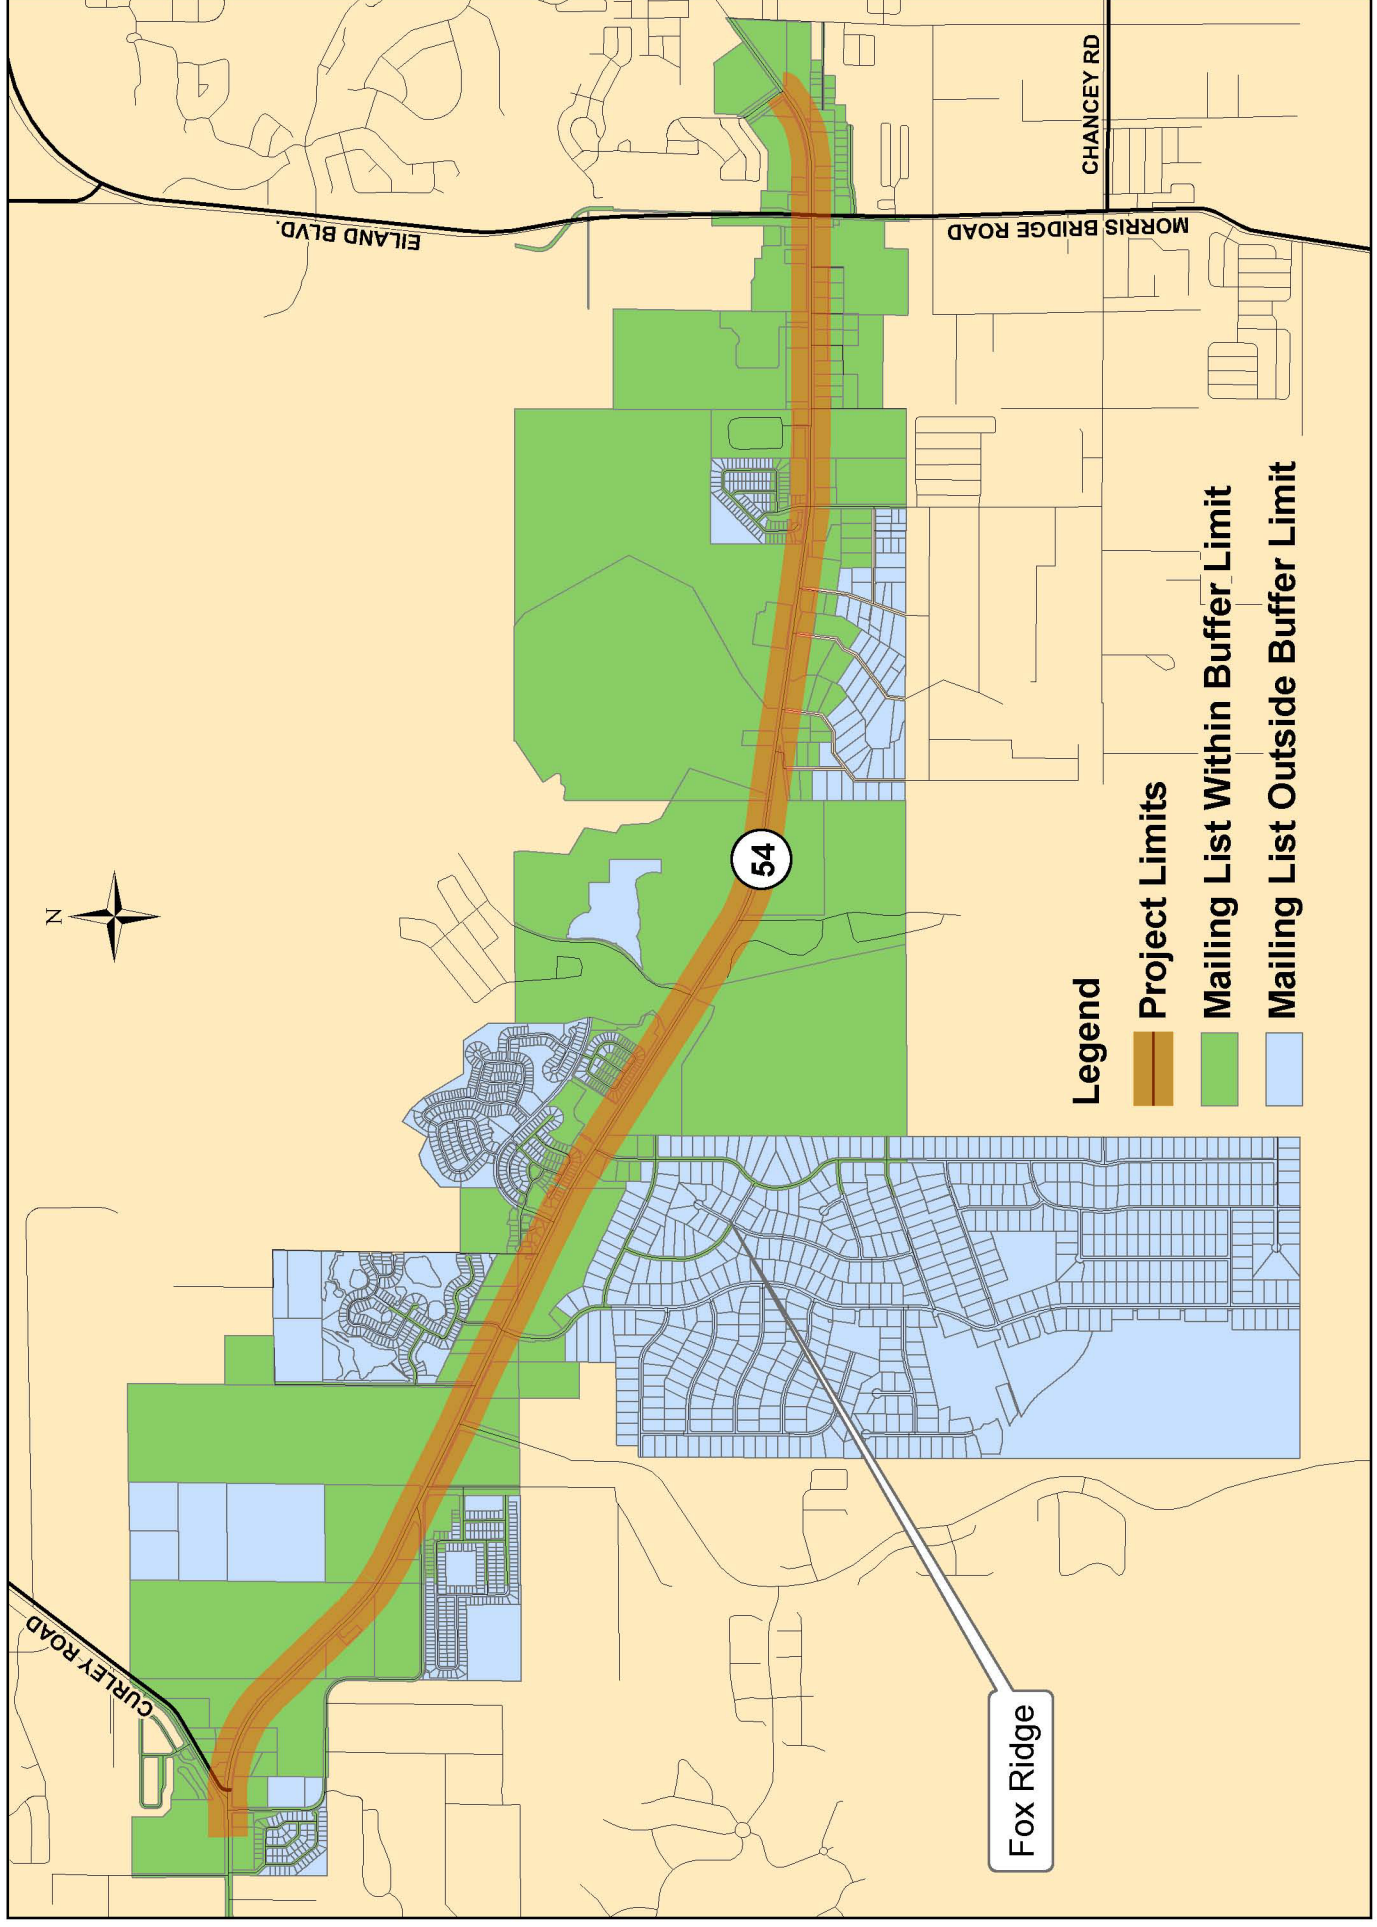 N
CURLEY ROAD
EILAND BLVD.
MORRIS BRIDGE ROAD
CHANCEY RD
54
Fox Ridge
Legend
Project Limits
Mailing List Within Buffer Limit
Mailing List Outside Buffer Limit